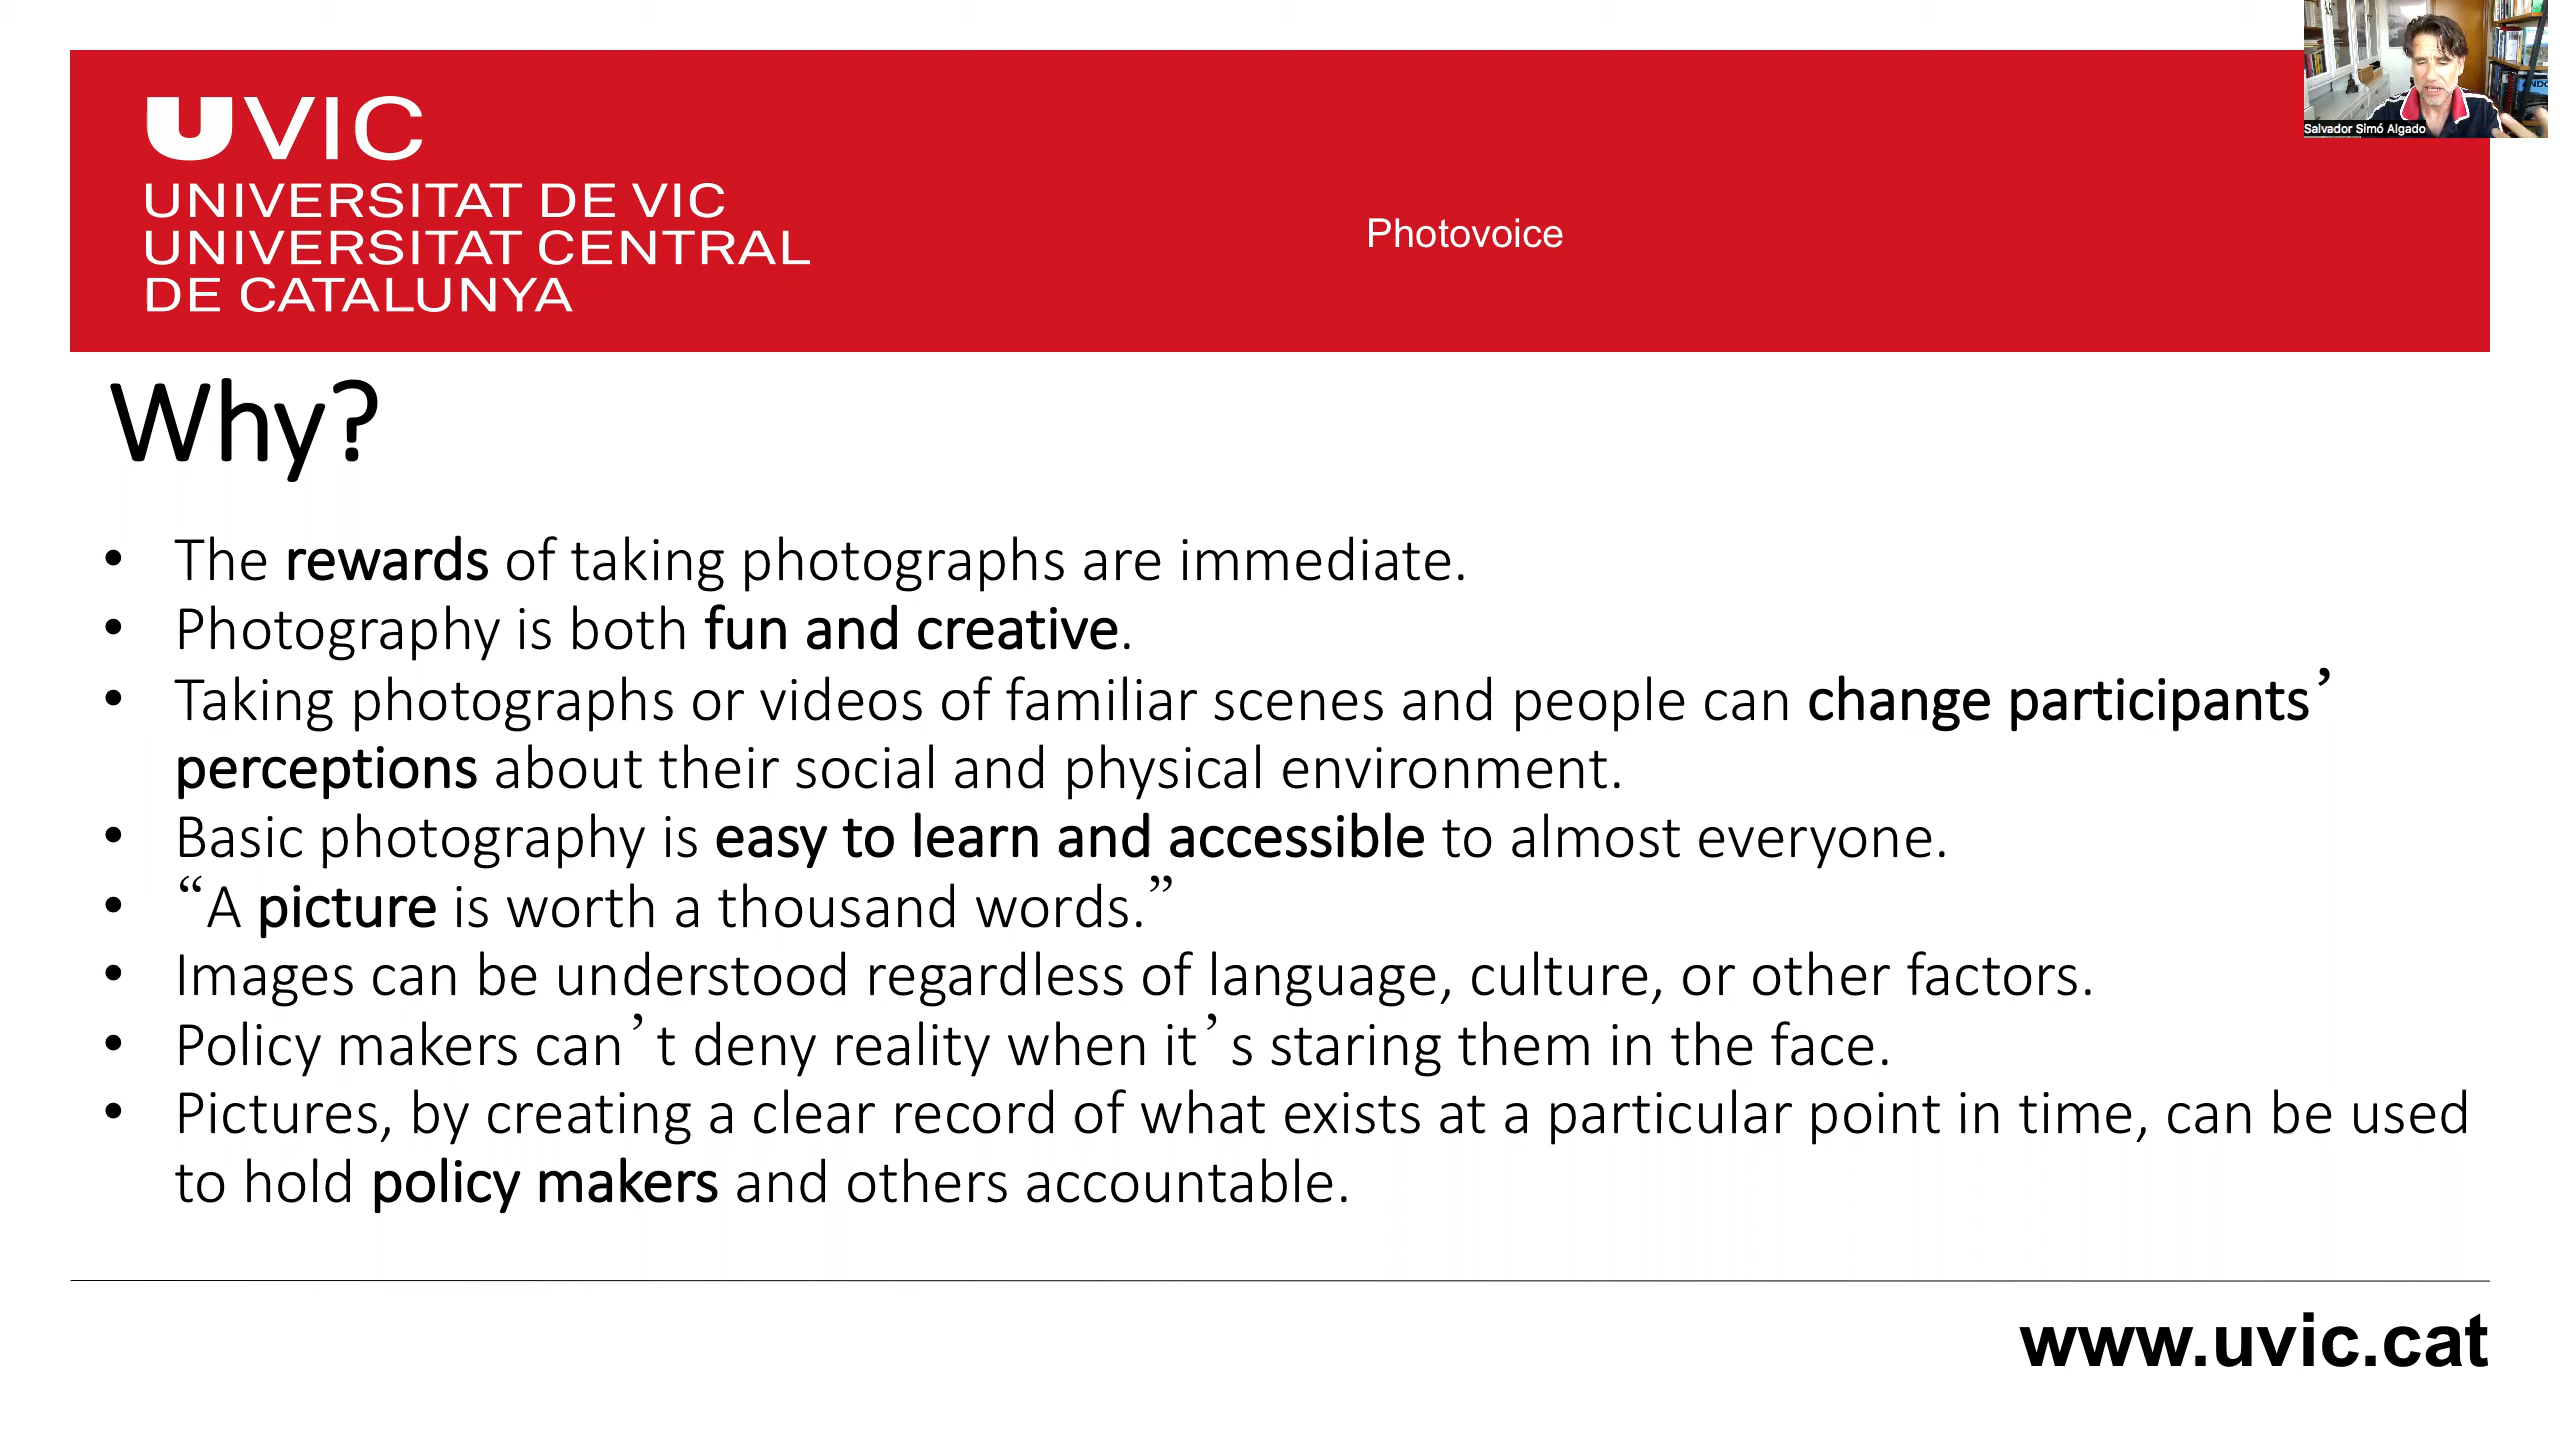 UVIC
UNIVERSITAT DE VIC
UNIVERSITAT CENTRAL
DE CATALUNYA
Photovoice
Salvador Simó Algado
Why?
• The rewards of taking photographs are immediate.
• Photography is both fun and creative.
• Taking photographs or videos of familiar scenes and people can change participants’
perceptions about their social and physical environment.
• Basic photography is easy to learn and accessible to almost everyone.
• “A picture is worth a thousand words.”
• Images can be understood regardless of language, culture, or other factors.
• Policy makers can’t deny reality when it’s staring them in the face.
• Pictures, by creating a clear record of what exists at a particular point in time, can be used
to hold policy makers and others accountable.
www.uvic.cat